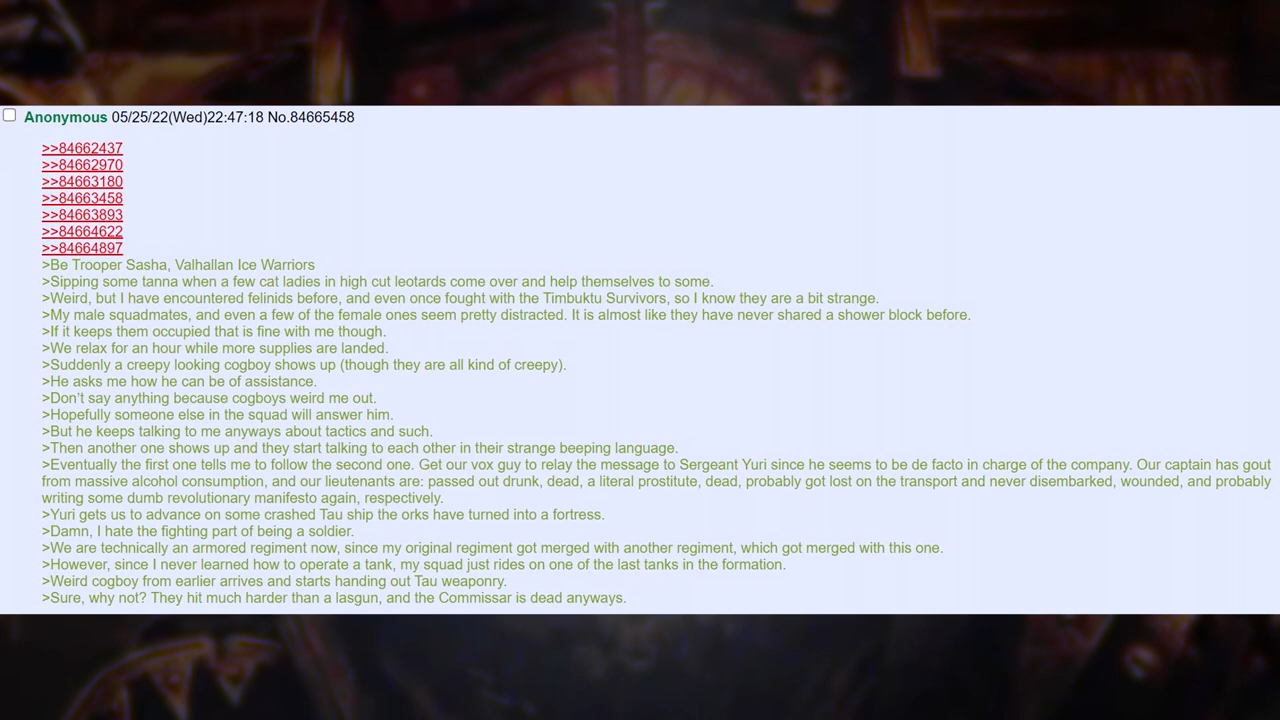 Anonymous 05/25/22(Wed)22:47:18 No.84665458
>>84662437
>>84662970
>>84663180
>>84663458
>>84663893
>>84664622
>>84664897
>Be Trooper Sasha, Valhallan Ice Warriors
>Sipping some tanna when a few cat ladies in high cut leotards come over and help themselves to some.
>Weird, but I have encountered felinids before, and even once fought with the Timbuktu Survivors, so I know they are a bit strange.
>My male squadmates, and even a few of the female ones seem pretty distracted. It is almost like they have never shared a shower block before.
>If it keeps them occupied that is fine with me though.
>We relax for an hour while more supplies are landed.
>Suddenly a creepy looking cogboy shows up (though they are all kind of creepy).
>He asks me how he can be of assistance.
>Don't say anything because cogboys weird me out.
>Hopefully someone else in the squad will answer him.
>But he keeps talking to me anyways about tactics and such.
>Then another one shows up and they start talking to each other in their strange beeping language.
>Eventually the first one tells me to follow the second one. Get our vox guy to relay the message to Sergeant Yuri since he seems to be de facto in charge of the company. Our captain has gout
from massive alcohol consumption, and our lieutenants are: passed out drunk, dead, a literal prostitute, dead, probably got lost on the transport and never disembarked, wounded, and probably
writing some dumb revolutionary manifesto again, respectively.
>Yuri gets us to advance on some crashed Tau ship the orks have turned into a fortress.
>Damn, I hate the fighting part of being a soldier.
>We are technically an armored regiment now, since my original regiment got merged with another regiment, which got merged with this one.
>However, since I never learned how to operate a tank, my squad just rides on one of the last tanks in the formation.
>Weird cogboy from earlier arrives and starts handing out Tau weaponry.
>Sure, why not? They hit much harder than a lasgun, and the Commissar is dead anyways.